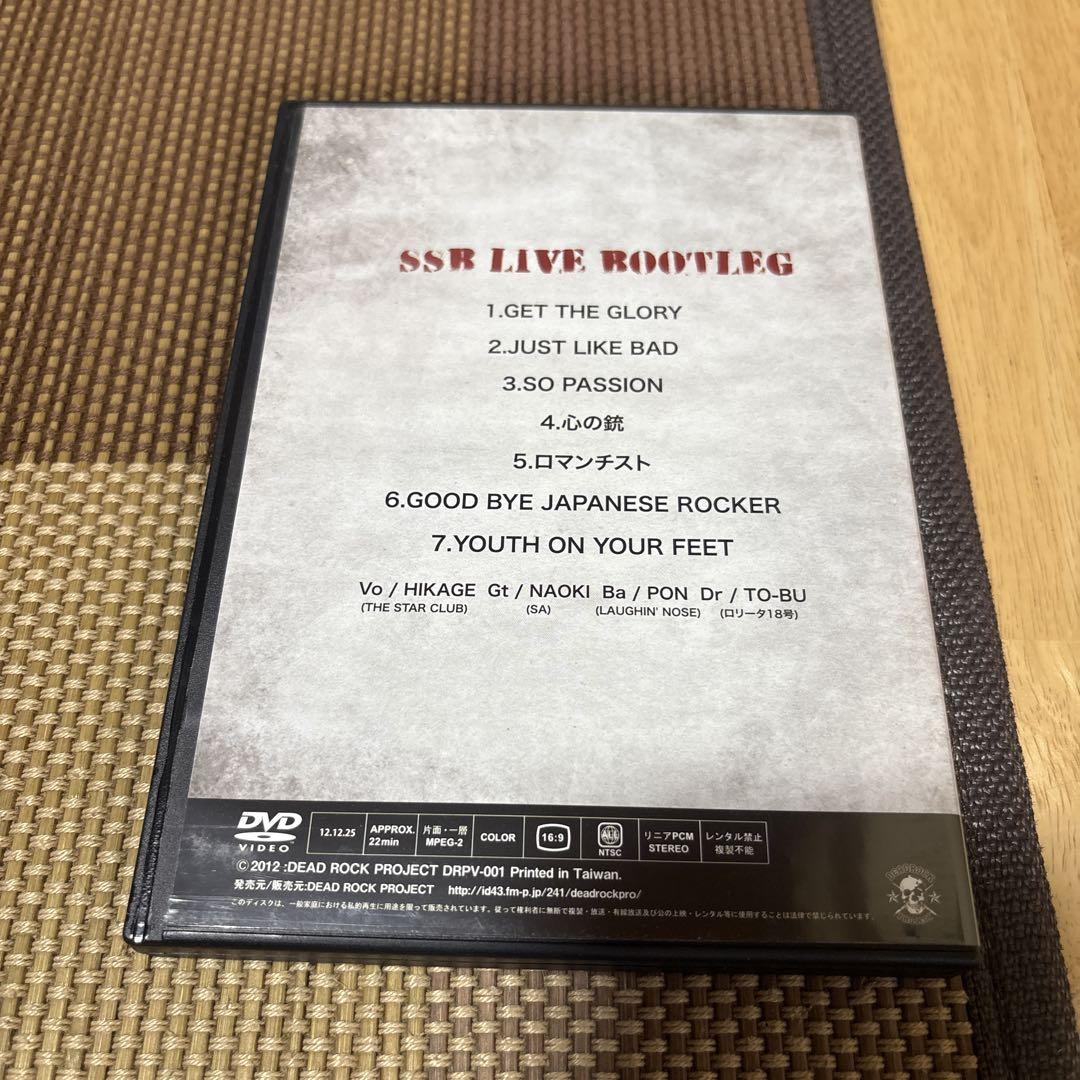 SSR LIVE BOOTLEG
1.GET THE GLORY
2.JUST LIKE BAD
3.SO PASSION
4.心の銃
5.ロマンチスト
6.GOOD BYE JAPANESE ROCKER
7.YOUTH ON YOUR FEET
Vo / HIKAGE Gt / NAOKI Ba / PON Dr / TO-BU
(THE STAR CLUB) (SA) (LAUGHIN' NOSE) (ロリータ18号)
DVD VIDEO
12.12.25
APPROX. 22min
片面・一層 MPEG-2
COLOR
16:9
ALL NTSC
リニアPCM STEREO
レンタル禁止 複製不能
Ⓒ2012 :DEAD ROCK PROJECT DRPV-001 Printed in Taiwan.
発売元/販売元:DEAD ROCK PROJECT http://id43.fm-p.jp/241/deadrockpro/
このディスクは、一般家庭における私的再生に用途を限って販売されています。従って権利者に無断で複製・放送・有線放送及び公の上映・レンタル等に使用することは法律で禁じられています。
DEADROCK